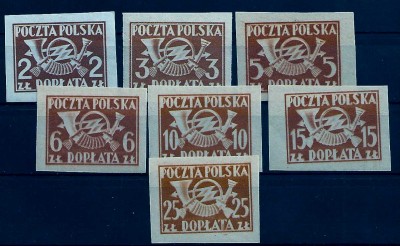 POCZTA POLSKA
2 2
ZŁ DOPŁATA ZŁ
POCZTA POLSKA
3 3
ZŁ DOPŁATA ZŁ
POCZTA POLSKA
5 5
ZŁ DOPŁATA ZŁ
POCZTA POLSKA
6 6
ZŁ DOPŁATA ZŁ
POCZTA POLSKA
10 10
ZŁ DOPŁATA ZŁ
POCZTA POLSKA
15 15
ZŁ DOPŁATA ZŁ
POCZTA POLSKA
25 25
ZŁ DOPŁATA ZŁ